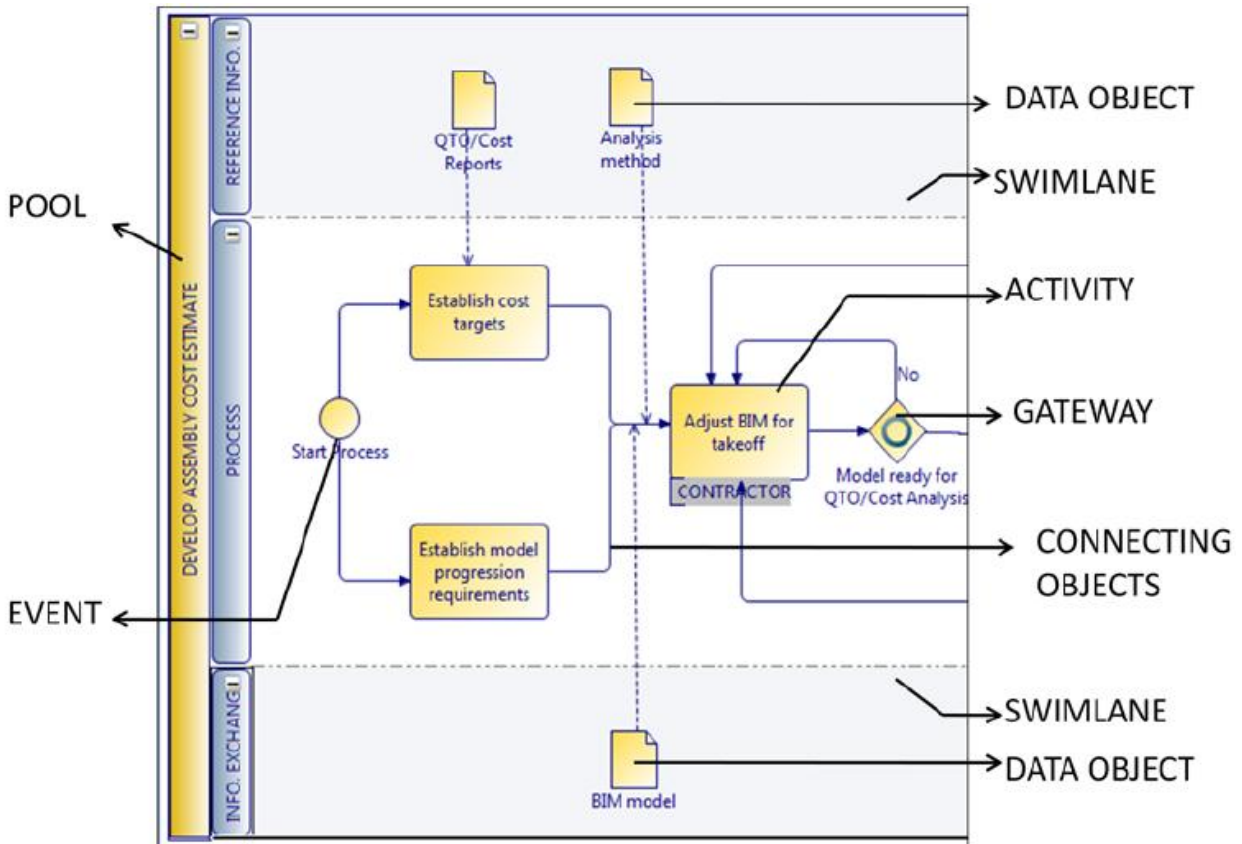 REFERENCE INFO.
QTO/Cost
Reports
Analysis
method
DATA OBJECT
SWIMLANE
POOL
DEVELOP ASSEMBLY COST ESTIMATE
PROCESS
Establish cost
targets
ACTIVITY
Start Process
Adjust BIM for
takeoff
CONTRACTOR
No
GATEWAY
Model ready for
QTO/Cost Analysis
Establish model
progression
requirements
CONNECTING
OBJECTS
EVENT
INFO. EXCHANG
BIM model
SWIMLANE
DATA OBJECT